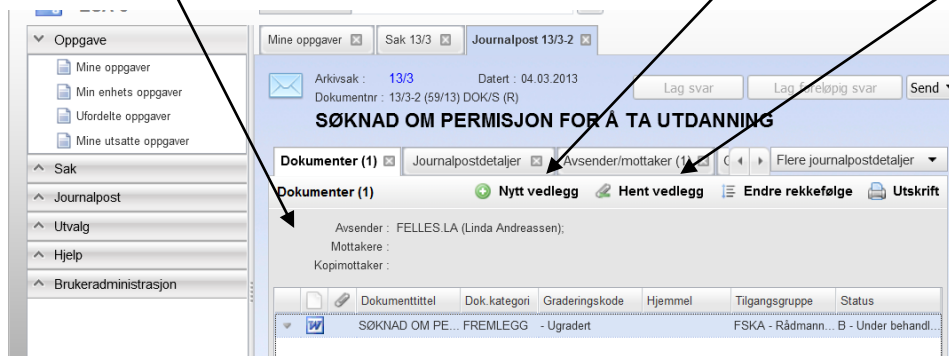 Oppgave
Mine oppgaver
Min enhets oppgaver
Ufordelte oppgaver
Mine utsatte oppgaver
Sak
Journalpost
Utvalg
Hjelp
Brukeradministrasjon
Mine oppgaver Sak 13/3 Journalpost 13/3-2
Arkivsak : 13/3 Datert : 04.03.2013
Dokumentnr : 13/3-2 (59/13) DOK/S (R)
Lag svar Lag foreløpig svar Send
SØKNAD OM PERMISJON FOR Å TA UTDANNING
Dokumenter (1) Journalpostdetaljer Avsender/mottaker (1) Flere journalpostdetaljer
Dokumenter (1) Nytt vedlegg Hent vedlegg Endre rekkefølge Utskrift
Avsender : FELLES.LA (Linda Andreassen);
Mottakere :
Kopimottaker :
Dokumenttittel Dok.kategori Graderingskode Hjemmel Tilgangsgruppe Status
SØKNAD OM PE... FREMLEGG - Ugradert FSKA - Rådmann... B - Under behandl...